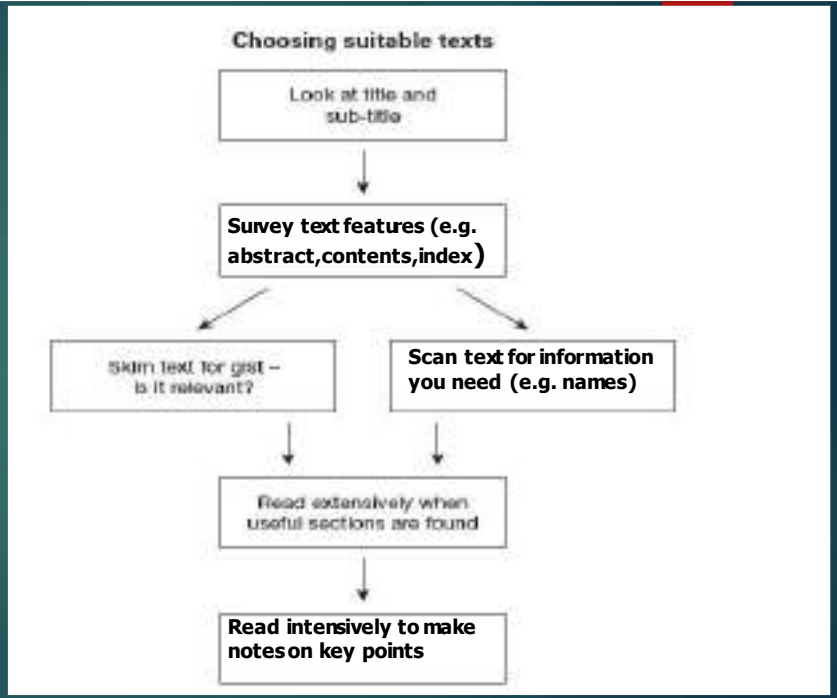 Choosing suitable texts
Look at title and
sub-title
Survey text features (e.g.
abstract,contents,index)
Skim text for gist –
is it relevant?
Scan text for information
you need (e.g. names)
Read extensively when
useful sections are found
Read intensively to make
notes on key points